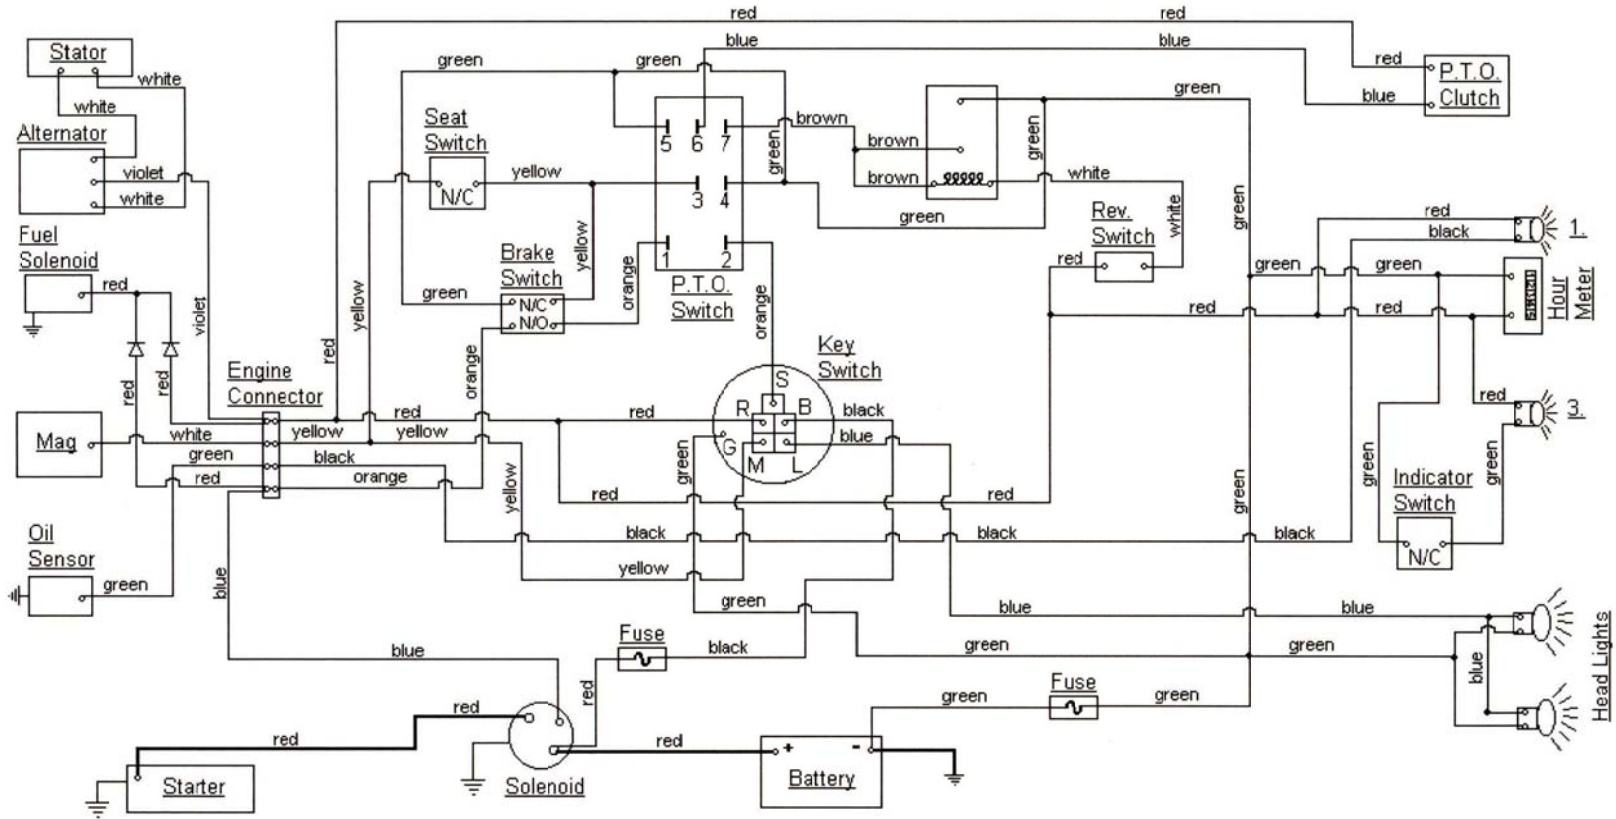 red
red
blue
blue
Stator
white
white
green
green
red
P.T.O.
Clutch
blue
green
Alternator
violet
white
Seat
Switch
N/C
yellow
5 6 7
3 4
1 2
P.T.O.
Switch
brown
brown
brown
green
green
white
green
white
green
Rev.
Switch
red
red
black
1.
Fuel
Solenoid
red
violet
yellow
Brake
Switch
N/C
N/O
green
yellow
orange
orange
green
green
Hour
Meter
red
red
red
red
red
Engine
Connector
orange
Key
Switch
S
R
B
G
M
L
black
blue
red
3.
Mag
white
red
red
yellow
yellow
green
black
red
orange
green
yellow
red
red
green
green
green
Indicator
Switch
N/C
Oil
Sensor
green
black
black
black
yellow
green
blue
blue
blue
Fuse
black
green
green
blue
blue
Head Lights
red
red
red
red
Fuse
green
green
Starter
Solenoid
+ -
Battery